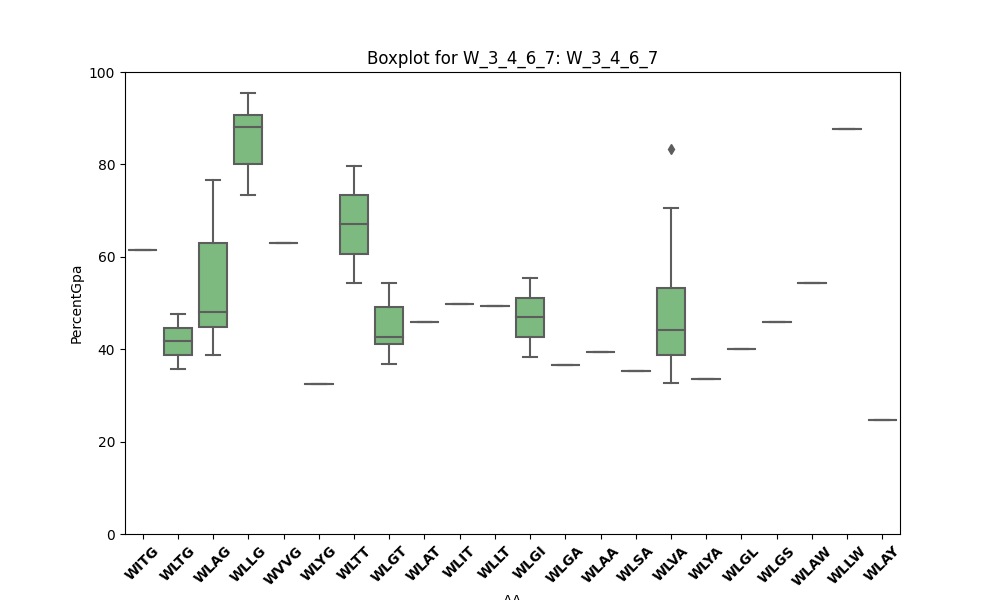 Boxplot for W_3_4_6_7: W_3_4_6_7
PercentGpa
100
80
60
40
20
0
WITG WLTG WLAG WLLG WVVG WLYG WLTT WLGT WLAT WLIT WLLT WLGI WLGA WLAA WLSA WLVA WLYA WLGL WLGS WLAW WLLW WLAY
AA